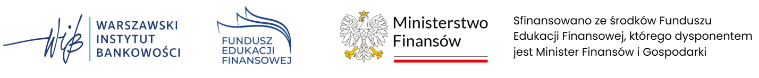 WIB
WARSZAWSKI
INSTYTUT
BANKOWOŚCI
FUNDUSZ
EDUKACJI
FINANSOWEJ
Ministerstwo
Finansów
Sfinansowano ze środków Funduszu
Edukacji Finansowej, którego dysponentem
jest Minister Finansów i Gospodarki